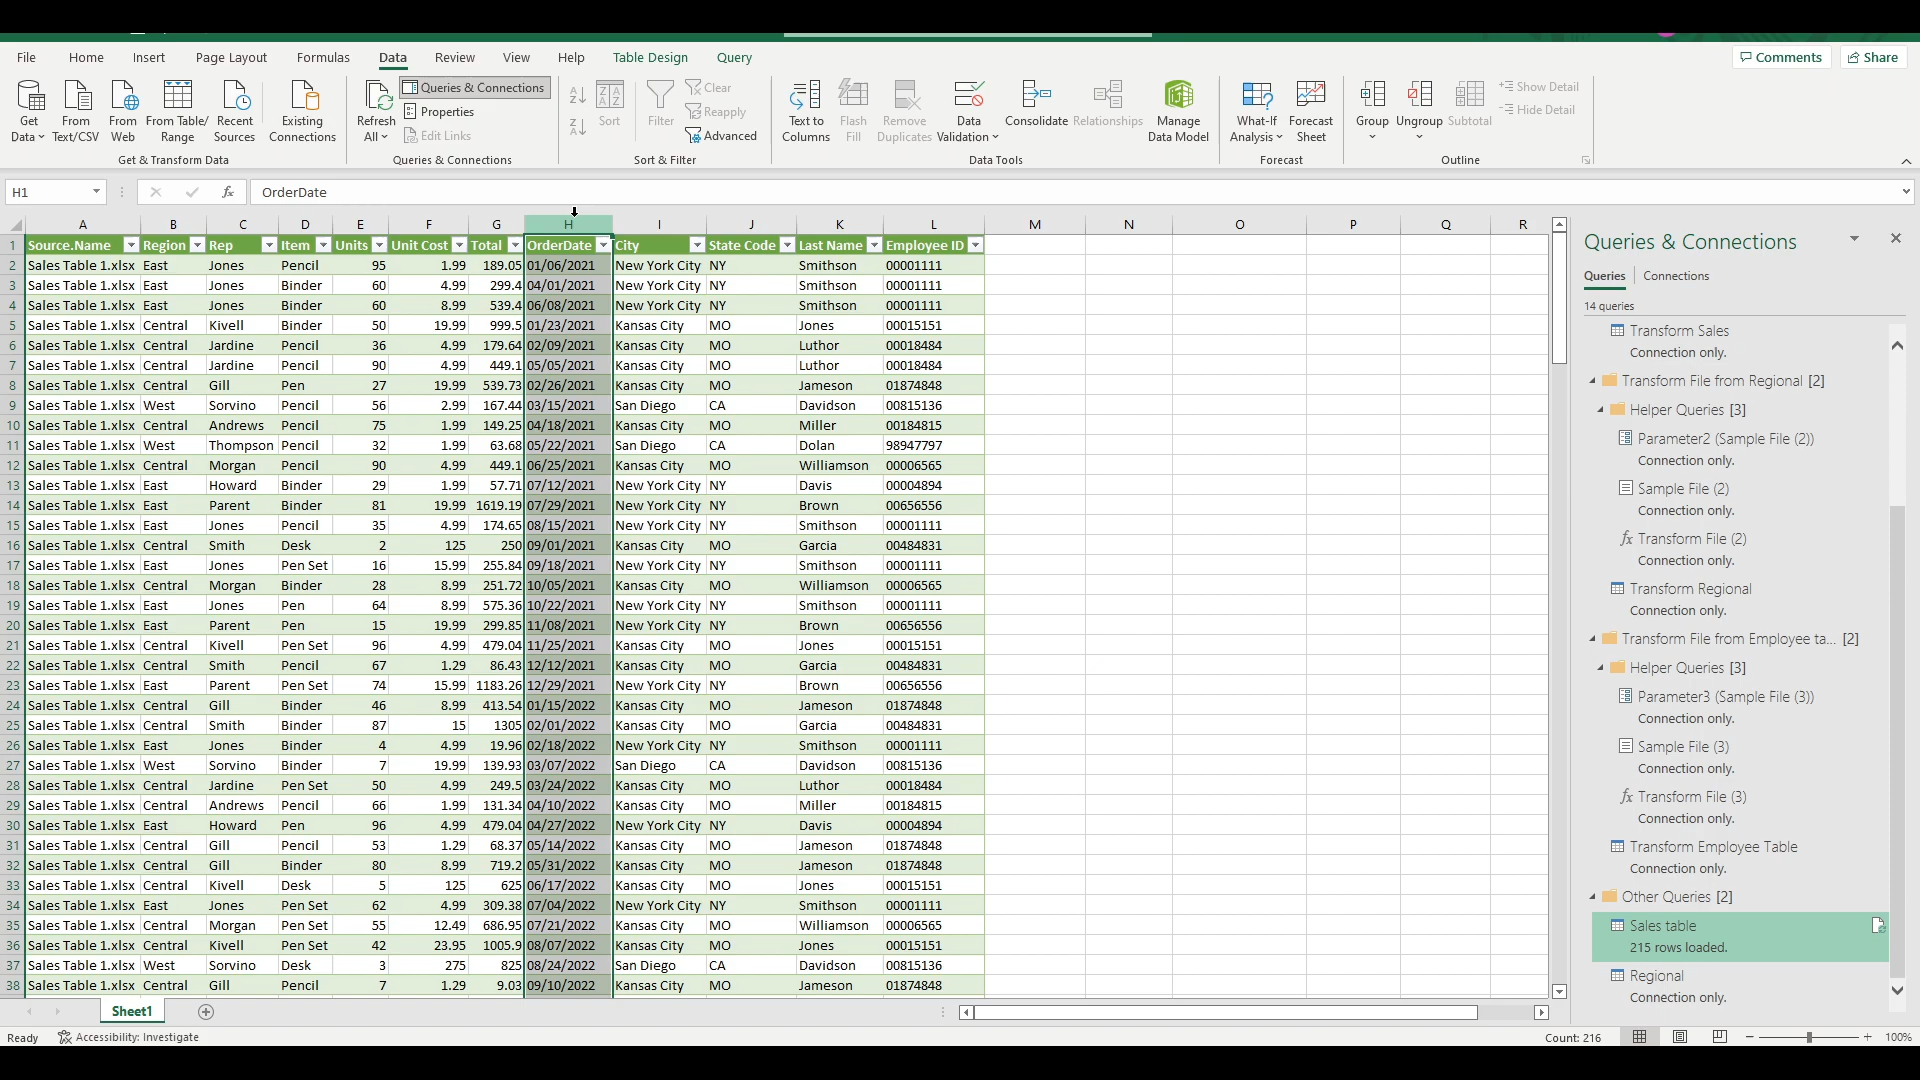 File Home Insert Page Layout Formulas Data Review View Help Table Design Query Comments Share
Get Data From Text/CSV From Web From Table/Range Recent Sources Existing Connections
Get & Transform Data
Refresh All Queries & Connections Properties Edit Links
Queries & Connections
Sort Filter Clear Reapply Advanced
Sort & Filter
Text to Columns Flash Fill Remove Duplicates Data Validation Consolidate Relationships Manage Data Model
Data Tools
What-If Analysis Forecast Sheet
Forecast
Group Ungroup Subtotal Show Detail Hide Detail
Outline
H1 fx OrderDate
A B C D E F G H I J K L M N O P Q R
1 Source.Name Region Rep Item Units Unit Cost Total OrderDate City State Code Last Name Employee ID
2 Sales Table 1.xlsx East Jones Pencil 95 1.99 189.05 01/06/2021 New York City NY Smithson 00001111
3 Sales Table 1.xlsx East Jones Binder 60 4.99 299.4 04/01/2021 New York City NY Smithson 00001111
4 Sales Table 1.xlsx East Jones Binder 60 8.99 539.4 06/08/2021 New York City NY Smithson 00001111
5 Sales Table 1.xlsx Central Kivell Binder 50 19.99 999.5 01/23/2021 Kansas City MO Jones 00015151
6 Sales Table 1.xlsx Central Jardine Pencil 36 4.99 179.64 02/09/2021 Kansas City MO Luthor 00018484
7 Sales Table 1.xlsx Central Jardine Pencil 90 4.99 449.1 05/05/2021 Kansas City MO Luthor 00018484
8 Sales Table 1.xlsx Central Gill Pen 27 19.99 539.73 02/26/2021 Kansas City MO Jameson 01874848
9 Sales Table 1.xlsx West Sorvino Pencil 56 2.99 167.44 03/15/2021 San Diego CA Davidson 00815136
10 Sales Table 1.xlsx Central Andrews Pencil 75 1.99 149.25 04/18/2021 Kansas City MO Miller 00184815
11 Sales Table 1.xlsx West Thompson Pencil 32 1.99 63.68 05/22/2021 San Diego CA Dolan 98947797
12 Sales Table 1.xlsx Central Morgan Pencil 90 4.99 449.1 06/25/2021 Kansas City MO Williamson 00006565
13 Sales Table 1.xlsx East Howard Binder 29 1.99 57.71 07/12/2021 New York City NY Davis 00004894
14 Sales Table 1.xlsx East Parent Binder 81 19.99 1619.19 07/29/2021 New York City NY Brown 00656556
15 Sales Table 1.xlsx East Jones Pencil 35 4.99 174.65 08/15/2021 New York City NY Smithson 00001111
16 Sales Table 1.xlsx Central Smith Desk 2 125 250 09/01/2021 Kansas City MO Garcia 00484831
17 Sales Table 1.xlsx East Jones Pen Set 16 15.99 255.84 09/18/2021 New York City NY Smithson 00001111
18 Sales Table 1.xlsx Central Morgan Binder 28 8.99 251.72 10/05/2021 Kansas City MO Williamson 00006565
19 Sales Table 1.xlsx East Jones Pen 64 8.99 575.36 10/22/2021 New York City NY Smithson 00001111
20 Sales Table 1.xlsx East Parent Pen 15 19.99 299.85 11/08/2021 New York City NY Brown 00656556
21 Sales Table 1.xlsx Central Kivell Pen Set 96 4.99 479.04 11/25/2021 Kansas City MO Jones 00015151
22 Sales Table 1.xlsx Central Smith Pencil 67 1.29 86.43 12/12/2021 Kansas City MO Garcia 00484831
23 Sales Table 1.xlsx East Parent Pen Set 74 15.99 1183.26 12/29/2021 New York City NY Brown 00656556
24 Sales Table 1.xlsx Central Gill Binder 46 8.99 413.54 01/15/2022 Kansas City MO Jameson 01874848
25 Sales Table 1.xlsx Central Smith Binder 87 15 1305 02/01/2022 Kansas City MO Garcia 00484831
26 Sales Table 1.xlsx East Jones Binder 4 4.99 19.96 02/18/2022 New York City NY Smithson 00001111
27 Sales Table 1.xlsx West Sorvino Binder 7 19.99 139.93 03/07/2022 San Diego CA Davidson 00815136
28 Sales Table 1.xlsx Central Jardine Pen Set 50 4.99 249.5 03/24/2022 Kansas City MO Luthor 00018484
29 Sales Table 1.xlsx Central Andrews Pencil 66 1.99 131.34 04/10/2022 Kansas City MO Miller 00184815
30 Sales Table 1.xlsx East Howard Pen 96 4.99 479.04 04/27/2022 New York City NY Davis 00004894
31 Sales Table 1.xlsx Central Gill Pencil 53 1.29 68.37 05/14/2022 Kansas City MO Jameson 01874848
32 Sales Table 1.xlsx Central Gill Binder 80 8.99 719.2 05/31/2022 Kansas City MO Jameson 01874848
33 Sales Table 1.xlsx Central Kivell Desk 5 125 625 06/17/2022 Kansas City MO Jones 00015151
34 Sales Table 1.xlsx East Jones Pen Set 62 4.99 309.38 07/04/2022 New York City NY Smithson 00001111
35 Sales Table 1.xlsx Central Morgan Pen Set 55 12.49 686.95 07/21/2022 Kansas City MO Williamson 00006565
36 Sales Table 1.xlsx Central Kivell Pen Set 42 23.95 1005.9 08/07/2022 Kansas City MO Jones 00015151
37 Sales Table 1.xlsx West Sorvino Desk 3 275 825 08/24/2022 San Diego CA Davidson 00815136
38 Sales Table 1.xlsx Central Gill Pencil 7 1.29 9.03 09/10/2022 Kansas City MO Jameson 01874848
Queries & Connections
Queries Connections
14 queries
Transform Sales
Connection only.
Transform File from Regional [2]
Helper Queries [3]
Parameter2 (Sample File (2))
Connection only.
Sample File (2)
Connection only.
fx Transform File (2)
Connection only.
Transform Regional
Connection only.
Transform File from Employee ta... [2]
Helper Queries [3]
Parameter3 (Sample File (3))
Connection only.
Sample File (3)
Connection only.
fx Transform File (3)
Connection only.
Transform Employee Table
Connection only.
Other Queries [2]
Sales table
215 rows loaded.
Regional
Connection only.
Sheet1
Ready Accessibility: Investigate Count: 216 100%